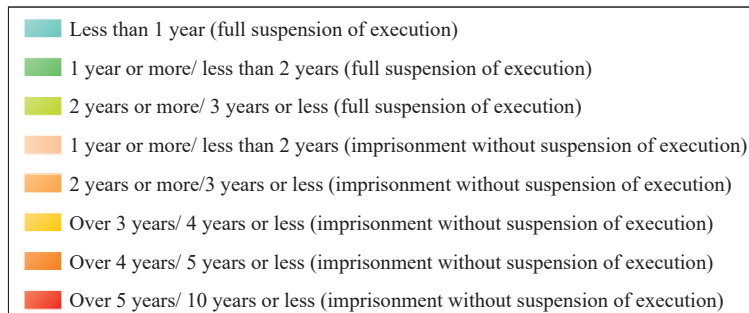 Less than 1 year (full suspension of execution)
1 year or more/ less than 2 years (full suspension of execution)
2 years or more/ 3 years or less (full suspension of execution)
1 year or more/ less than 2 years (imprisonment without suspension of execution)
2 years or more/3 years or less (imprisonment without suspension of execution)
Over 3 years/ 4 years or less (imprisonment without suspension of execution)
Over 4 years/ 5 years or less (imprisonment without suspension of execution)
Over 5 years/ 10 years or less (imprisonment without suspension of execution)